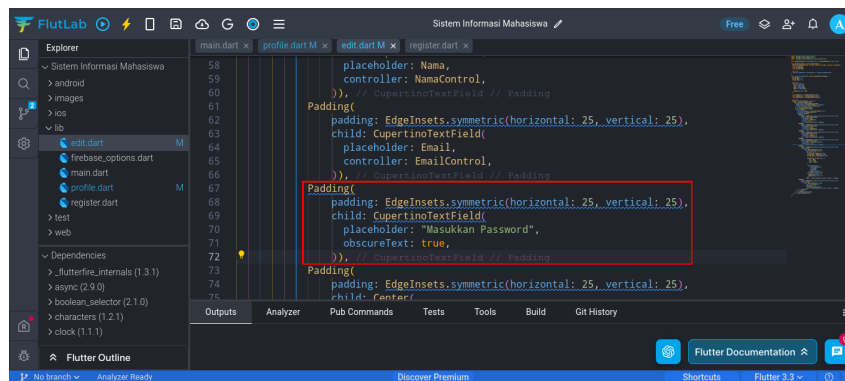 FlutLab
Sistem Informasi Mahasiswa
Free
A
Explorer
main.dart × profile.dart M × edit.dart M × register.dart ×
Sistem Informasi Mahasiswa
android
images
ios
lib
edit.dart M
firebase_options.dart
main.dart
profile.dart M
register.dart
test
web
Dependencies
_flutterfire_internals (1.3.1)
async (2.9.0)
boolean_selector (2.1.0)
characters (1.2.1)
clock (1.1.1)
Flutter Outline
2
R
58 placeholder: Nama,
59 controller: NamaControl,
60 )), // CupertinoTextField // Padding
61 Padding(
62 padding: EdgeInsets.symmetric(horizontal: 25, vertical: 25),
63 child: CupertinoTextField(
64 placeholder: Email,
65 controller: EmailControl,
66 )), // CupertinoTextField // Padding
67 Padding(
68 padding: EdgeInsets.symmetric(horizontal: 25, vertical: 25),
69 child: CupertinoTextField(
70 placeholder: "Masukkan Password",
71 obscureText: true,
72 )), // CupertinoTextField // Padding
73 Padding(
74 padding: EdgeInsets.symmetric(horizontal: 25, vertical: 25),
75 child: Center(
Outputs Analyzer Pub Commands Tests Tools Build Git History
Flutter Documentation
No branch Analyzer Ready Discover Premium Shortcuts Flutter 3.3